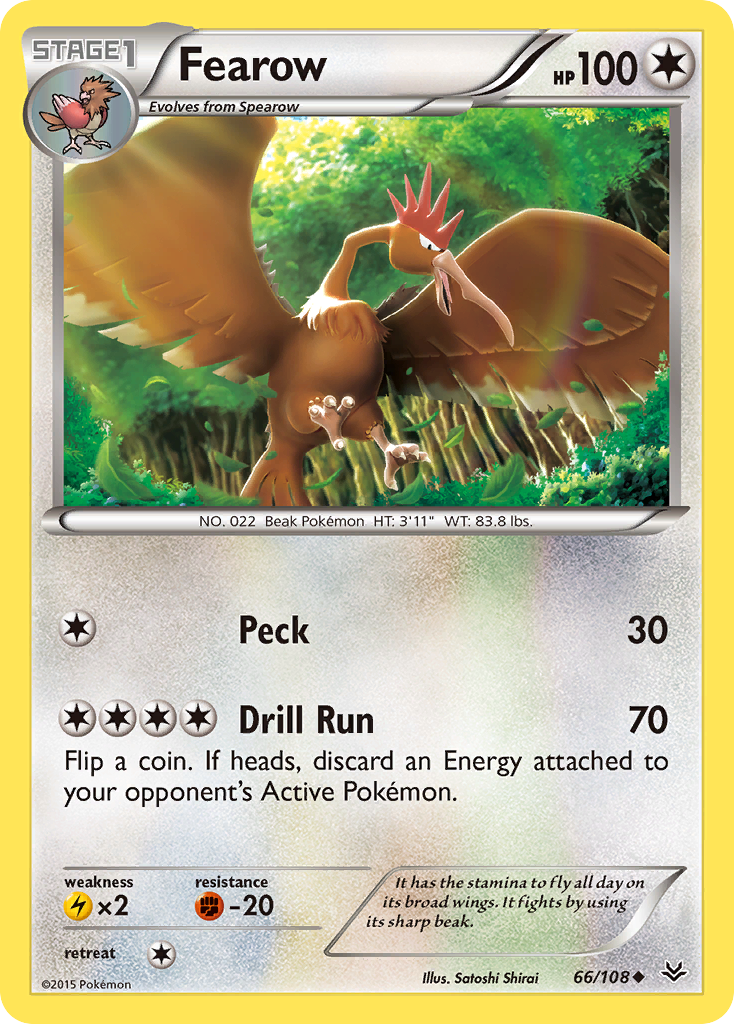 STAGE1
Fearow
HP100
Evolves from Spearow
NO. 022 Beak Pokémon HT: 3'11" WT: 83.8 lbs.
Peck 30
Drill Run 70
Flip a coin. If heads, discard an Energy attached to
your opponent's Active Pokémon.
weakness
×2
resistance
-20
retreat
It has the stamina to fly all day on
its broad wings. It fights by using
its sharp beak.
©2015 Pokémon
Illus. Satoshi Shirai
66/108